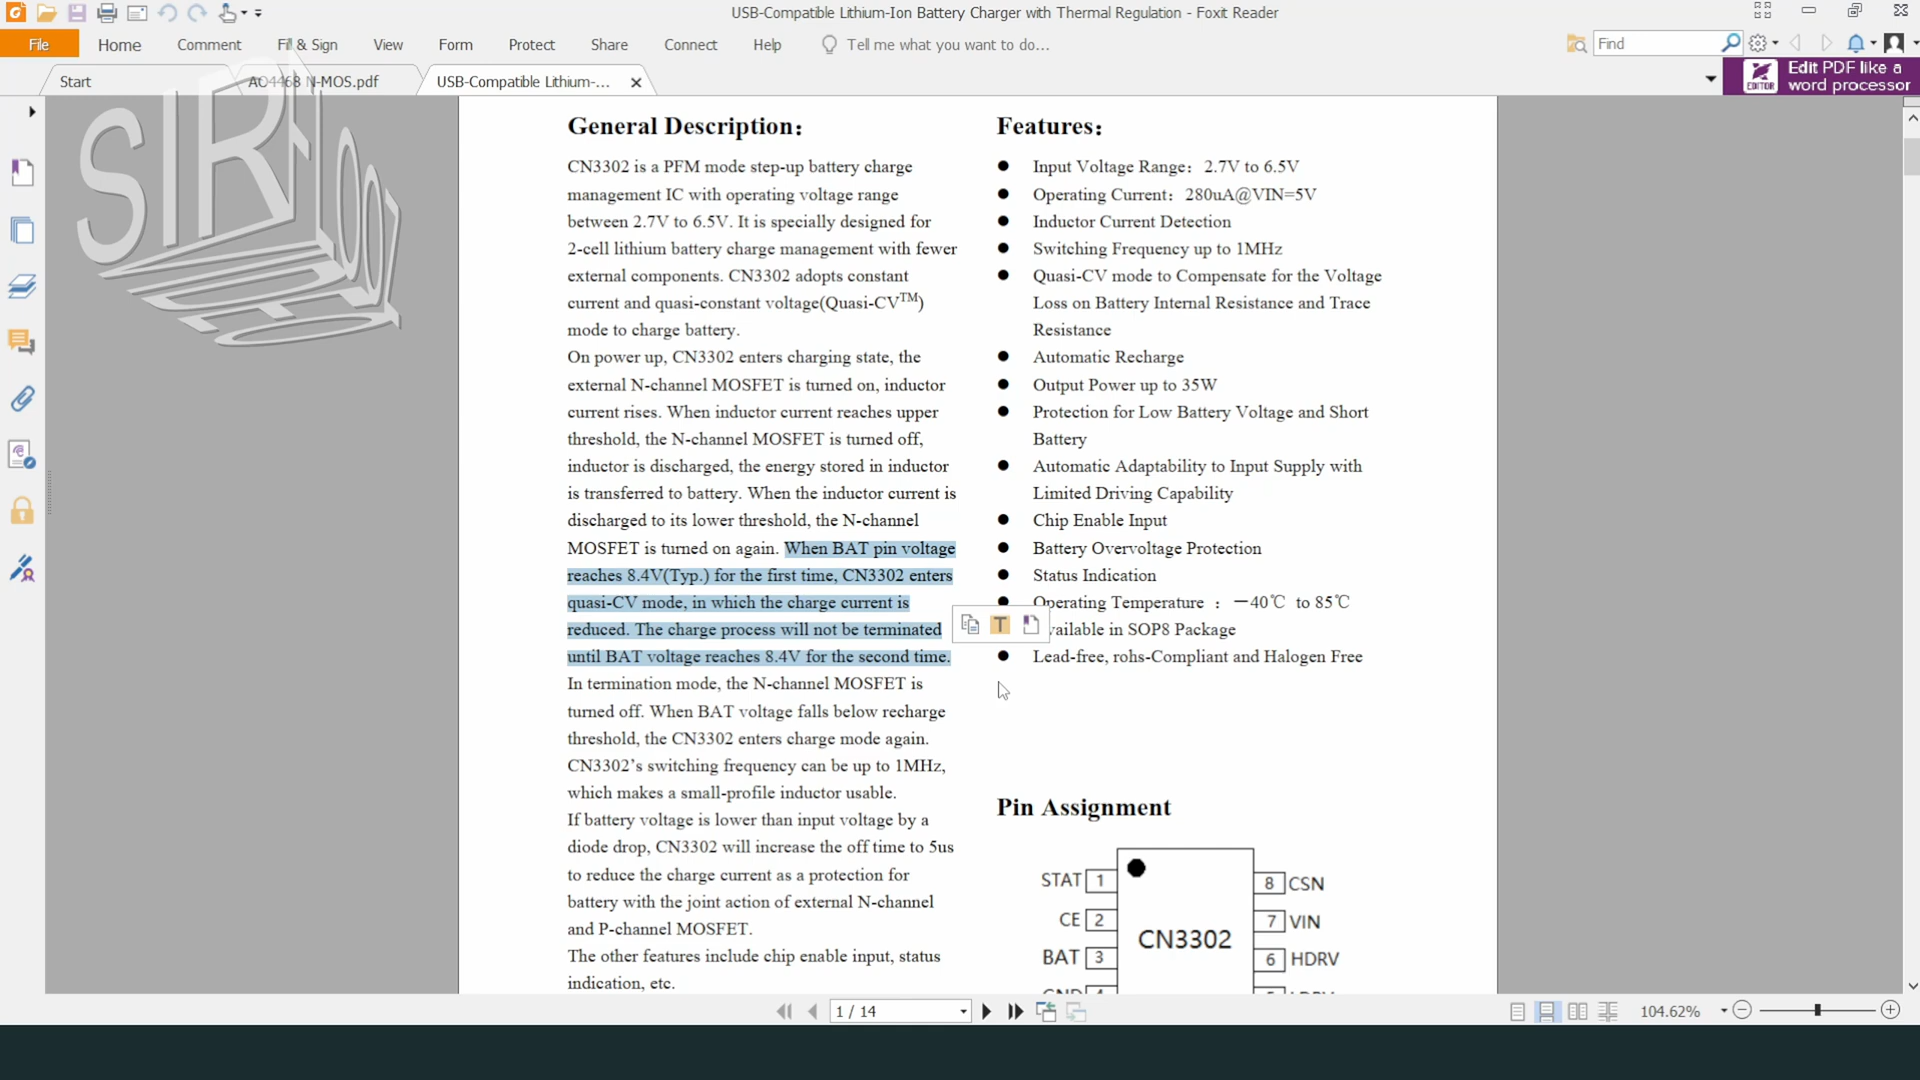 USB-Compatible Lithium-Ion Battery Charger with Thermal Regulation - Foxit Reader
File Home Comment Fill & Sign View Form Protect Share Connect Help Tell me what you want to do... Find
Start AO4468 N-MOS.pdf USB-Compatible Lithium-...
EDITOR
Edit PDF like a
word processor
General Description：
CN3302 is a PFM mode step-up battery charge
management IC with operating voltage range
between 2.7V to 6.5V. It is specially designed for
2-cell lithium battery charge management with fewer
external components. CN3302 adopts constant
current and quasi-constant voltage(Quasi-CV™)
mode to charge battery.
On power up, CN3302 enters charging state, the
external N-channel MOSFET is turned on, inductor
current rises. When inductor current reaches upper
threshold, the N-channel MOSFET is turned off,
inductor is discharged, the energy stored in inductor
is transferred to battery. When the inductor current is
discharged to its lower threshold, the N-channel
MOSFET is turned on again. When BAT pin voltage
reaches 8.4V(Typ.) for the first time, CN3302 enters
quasi-CV mode, in which the charge current is
reduced. The charge process will not be terminated
until BAT voltage reaches 8.4V for the second time.
In termination mode, the N-channel MOSFET is
turned off. When BAT voltage falls below recharge
threshold, the CN3302 enters charge mode again.
CN3302’s switching frequency can be up to 1MHz,
which makes a small-profile inductor usable.
If battery voltage is lower than input voltage by a
diode drop, CN3302 will increase the off time to 5us
to reduce the charge current as a protection for
battery with the joint action of external N-channel
and P-channel MOSFET.
The other features include chip enable input, status
indication, etc.
Features：
● Input Voltage Range：2.7V to 6.5V
● Operating Current：280uA@VIN=5V
● Inductor Current Detection
● Switching Frequency up to 1MHz
● Quasi-CV mode to Compensate for the Voltage
Loss on Battery Internal Resistance and Trace
Resistance
● Automatic Recharge
● Output Power up to 35W
● Protection for Low Battery Voltage and Short
Battery
● Automatic Adaptability to Input Supply with
Limited Driving Capability
● Chip Enable Input
● Battery Overvoltage Protection
● Status Indication
● Operating Temperature ：－40℃ to 85℃
vailable in SOP8 Package
● Lead-free, rohs-Compliant and Halogen Free
Pin Assignment
STAT 1 8 CSN
CE 2 7 VIN
CN3302
BAT 3 6 HDRV
1 / 14
104.62%